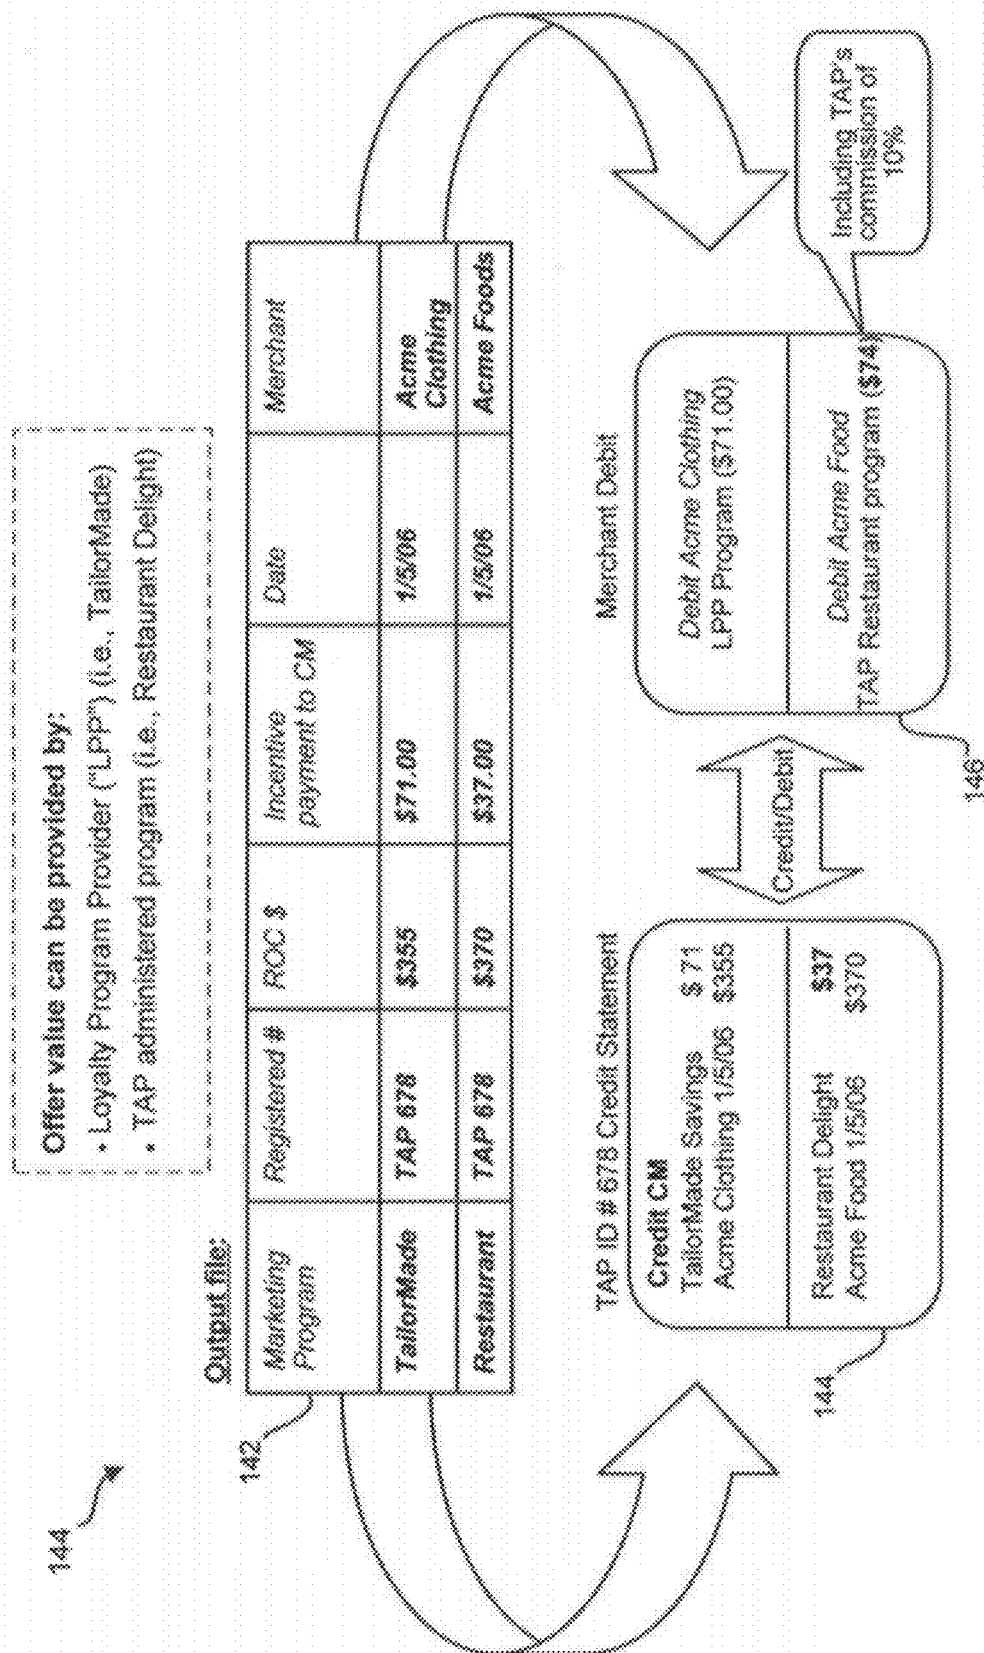 144
Offer value can be provided by:
• Loyalty Program Provider ("LPP") (i.e., TailorMade)
• TAP administered program (i.e., Restaurant Delight)
Output file:
142
Marketing Program Registered # ROC $ Incentive payment to CM Date Merchant
TailorMade TAP 678 $355 $71.00 1/5/06 Acme Clothing
Restaurant TAP 678 $370 $37.00 1/5/06 Acme Foods
TAP ID # 678 Credit Statement
Credit CM
TailorMade Savings $ 71
Acme Clothing 1/5/06 $355
Restaurant Delight $37
Acme Food 1/5/06 $370
144
Credit/Debit
Merchant Debit
Debit Acme Clothing
LPP Program ($71.00)
Debit Acme Food
TAP Restaurant program ($74)
146
Including TAP's
commission of
10%